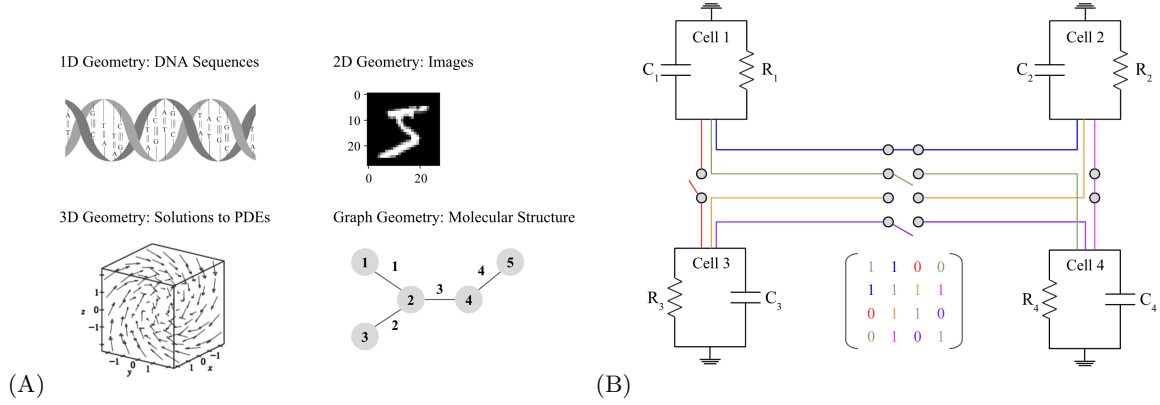 1D Geometry: DNA Sequences
2D Geometry: Images
0
10
20
0 20
3D Geometry: Solutions to PDEs
z
1
0
−1
−1 0 1
y
1 0 −1
x
Graph Geometry: Molecular Structure
1 1 4 5
2 3 4
3 2
(A)
Cell 1
C1 R1
Cell 2
C2 R2
Cell 3
R3 C3
Cell 4
R4 C4
1 1 0 0
1 1 1 1
0 1 1 0
0 1 0 1
(B)